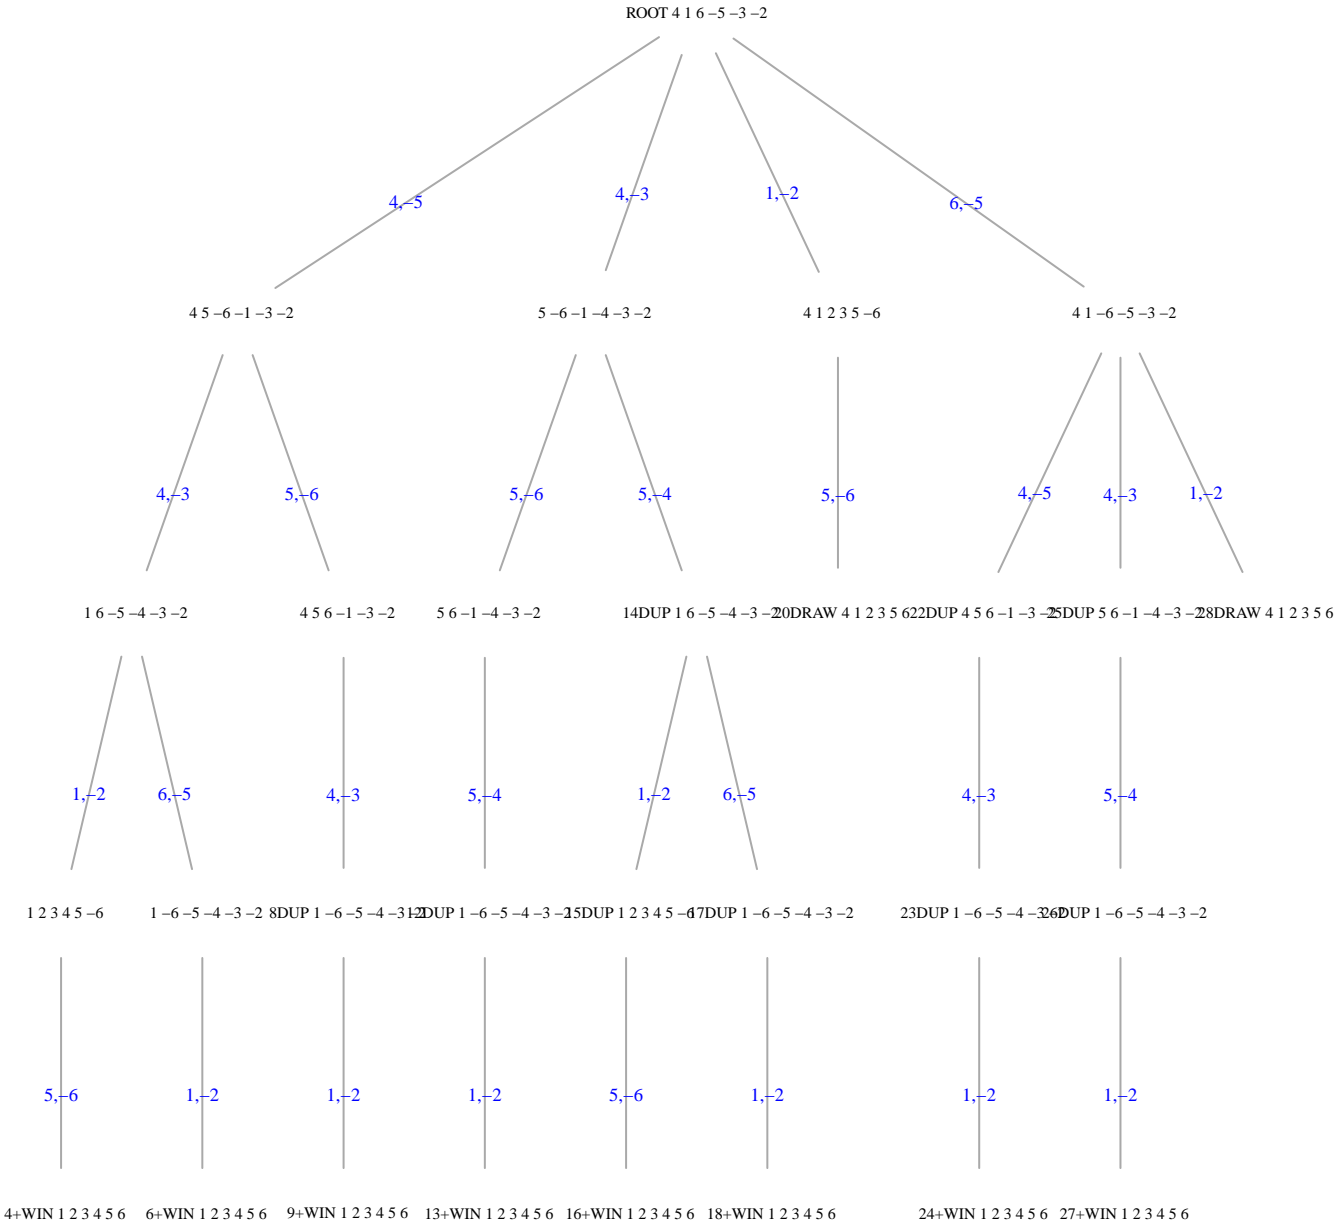 ROOT 4 1 6 –5 –3 –2
4,–5 4,–3 1,–2 6,–5
4 5 –6 –1 –3 –2 5 –6 –1 –4 –3 –2 4 1 2 3 5 –6 4 1 –6 –5 –3 –2
4,–3 5,–6 5,–6 5,–4 5,–6 4,–5 4,–3 1,–2
1 6 –5 –4 –3 –2 4 5 6 –1 –3 –2 5 6 –1 –4 –3 –2 14DUP 1 6 –5 –4 –3 –2 20DRAW 4 1 2 3 5 6 22DUP 4 5 6 –1 –3 –2 25DUP 5 6 –1 –4 –3 –2 28DRAW 4 1 2 3 5 6
1,–2 6,–5 4,–3 5,–4 1,–2 6,–5 4,–3 5,–4
1 2 3 4 5 –6 1 –6 –5 –4 –3 –2 8DUP 1 –6 –5 –4 –3 –2 12DUP 1 –6 –5 –4 –3 –2 15DUP 1 2 3 4 5 –6 17DUP 1 –6 –5 –4 –3 –2 23DUP 1 –6 –5 –4 –3 –2 26DUP 1 –6 –5 –4 –3 –2
5,–6 1,–2 1,–2 1,–2 5,–6 1,–2 1,–2 1,–2
4+WIN 1 2 3 4 5 6 6+WIN 1 2 3 4 5 6 9+WIN 1 2 3 4 5 6 13+WIN 1 2 3 4 5 6 16+WIN 1 2 3 4 5 6 18+WIN 1 2 3 4 5 6 24+WIN 1 2 3 4 5 6 27+WIN 1 2 3 4 5 6